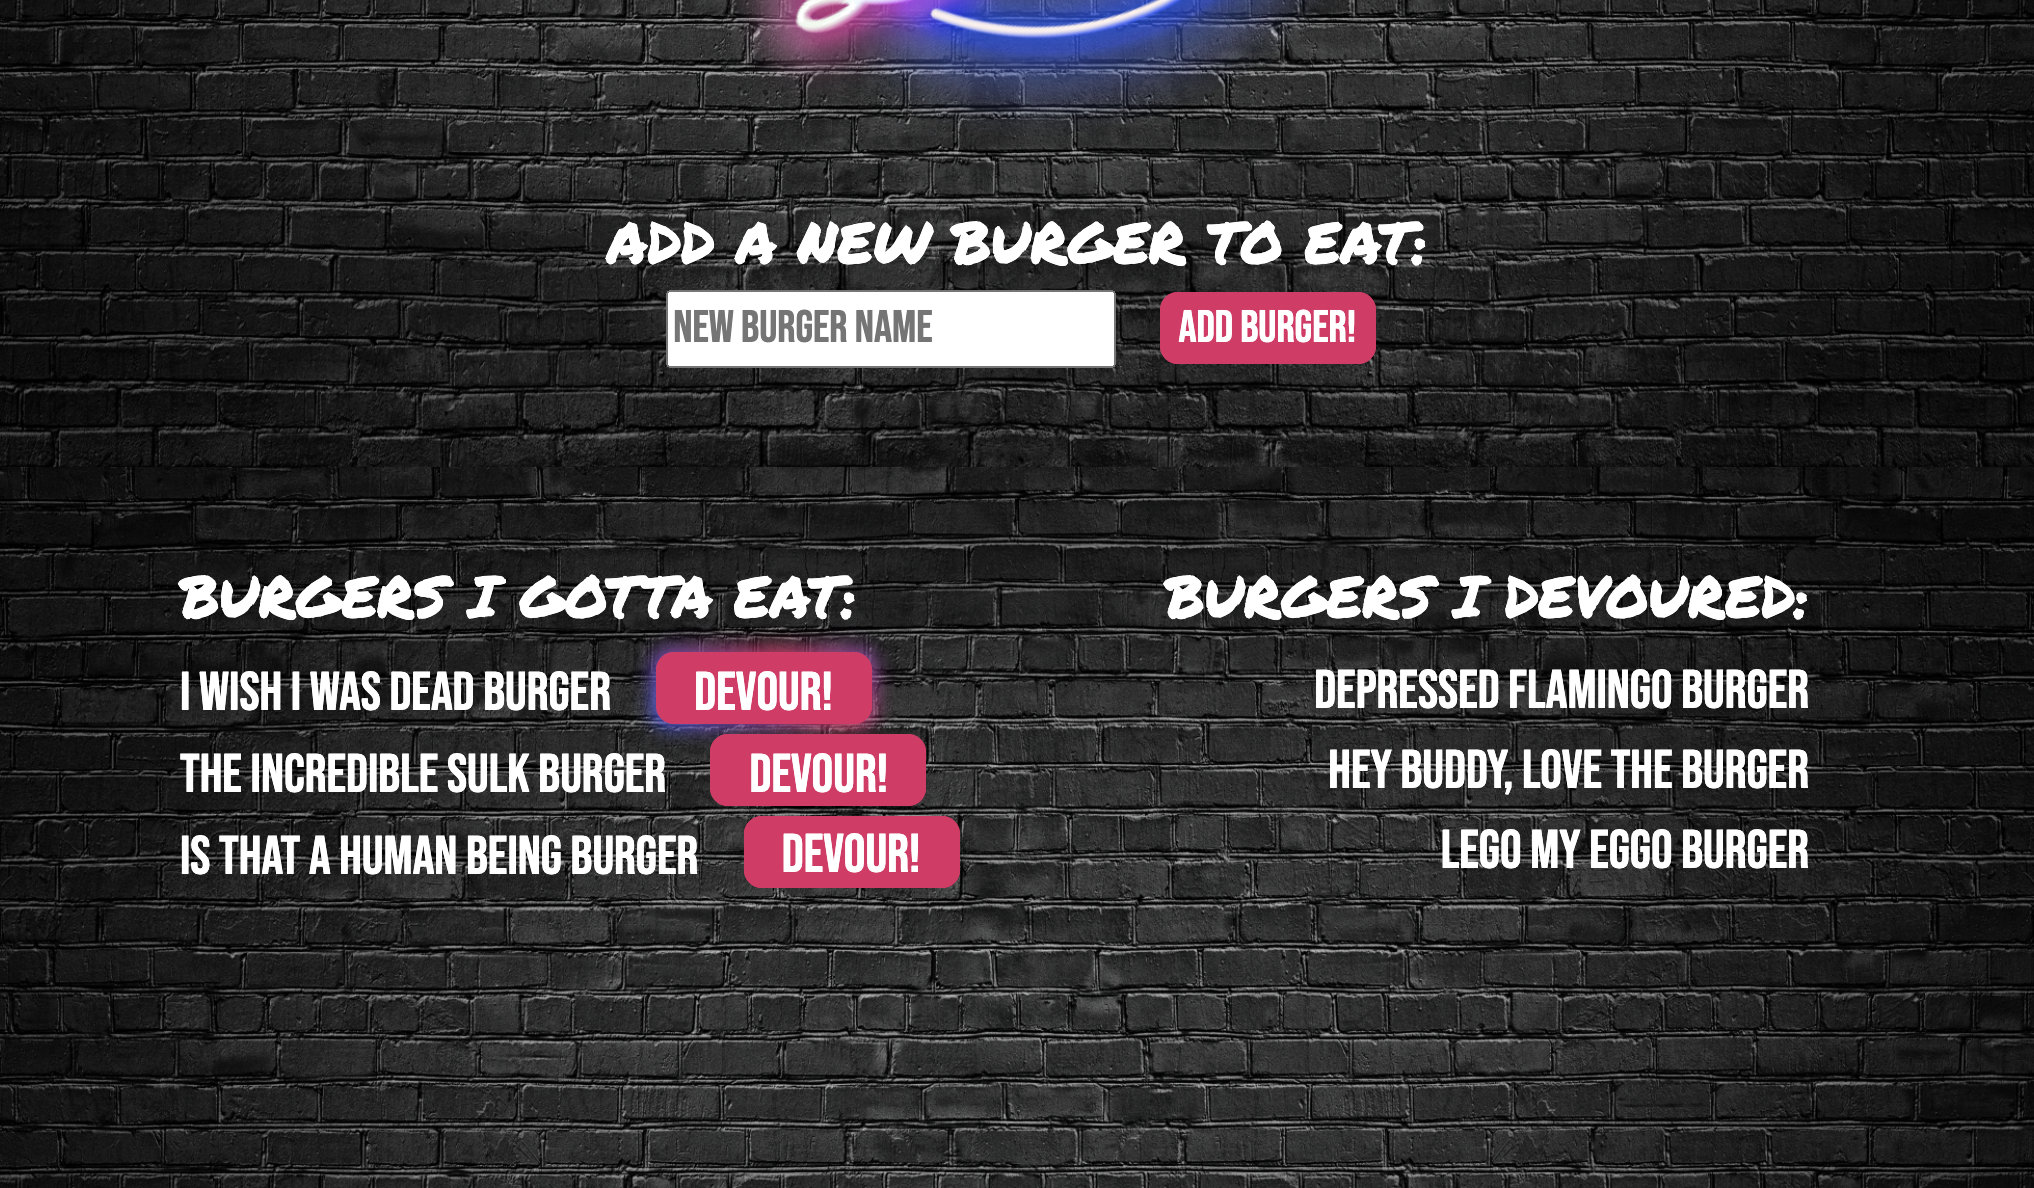 ADD A NEW BURGER TO EAT:
NEW BURGER NAME
ADD BURGER!
BURGERS I GOTTA EAT:
I WISH I WAS DEAD BURGER
DEVOUR!
THE INCREDIBLE SULK BURGER
DEVOUR!
IS THAT A HUMAN BEING BURGER
DEVOUR!
BURGERS I DEVOURED:
DEPRESSED FLAMINGO BURGER
HEY BUDDY, LOVE THE BURGER
LEGO MY EGGO BURGER